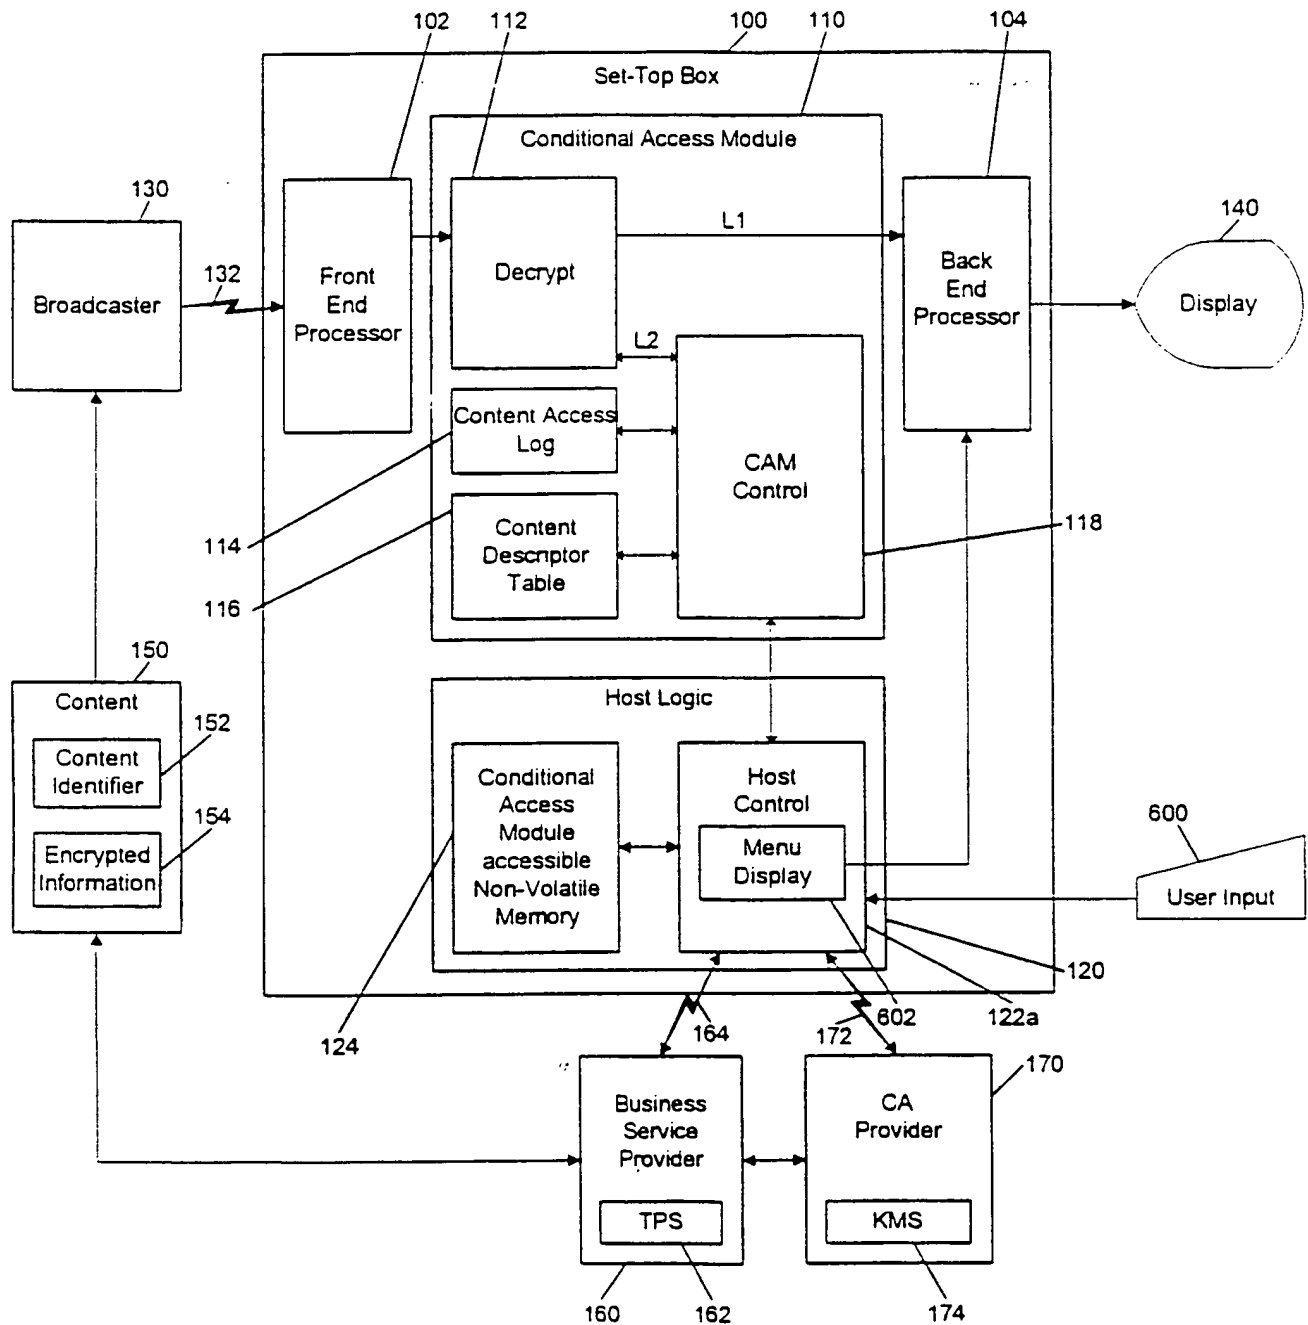 102
112
100
110
104
Set-Top Box
Conditional Access Module
130
140
L1
132
Front
End
Processor
Decrypt
Back
End
Processor
Broadcaster
Display
L2
Content Access
Log
CAM
Control
114
118
Content
Descriptor
Table
116
150
Content
Host Logic
152
Content
Identifier
154
Encrypted
Information
Conditional
Access
Module
accessible
Non-Volatile
Memory
Host
Control
Menu
Display
600
User Input
120
124
164
172
602
122a
170
Business
Service
Provider
CA
Provider
TPS
KMS
160
162
174